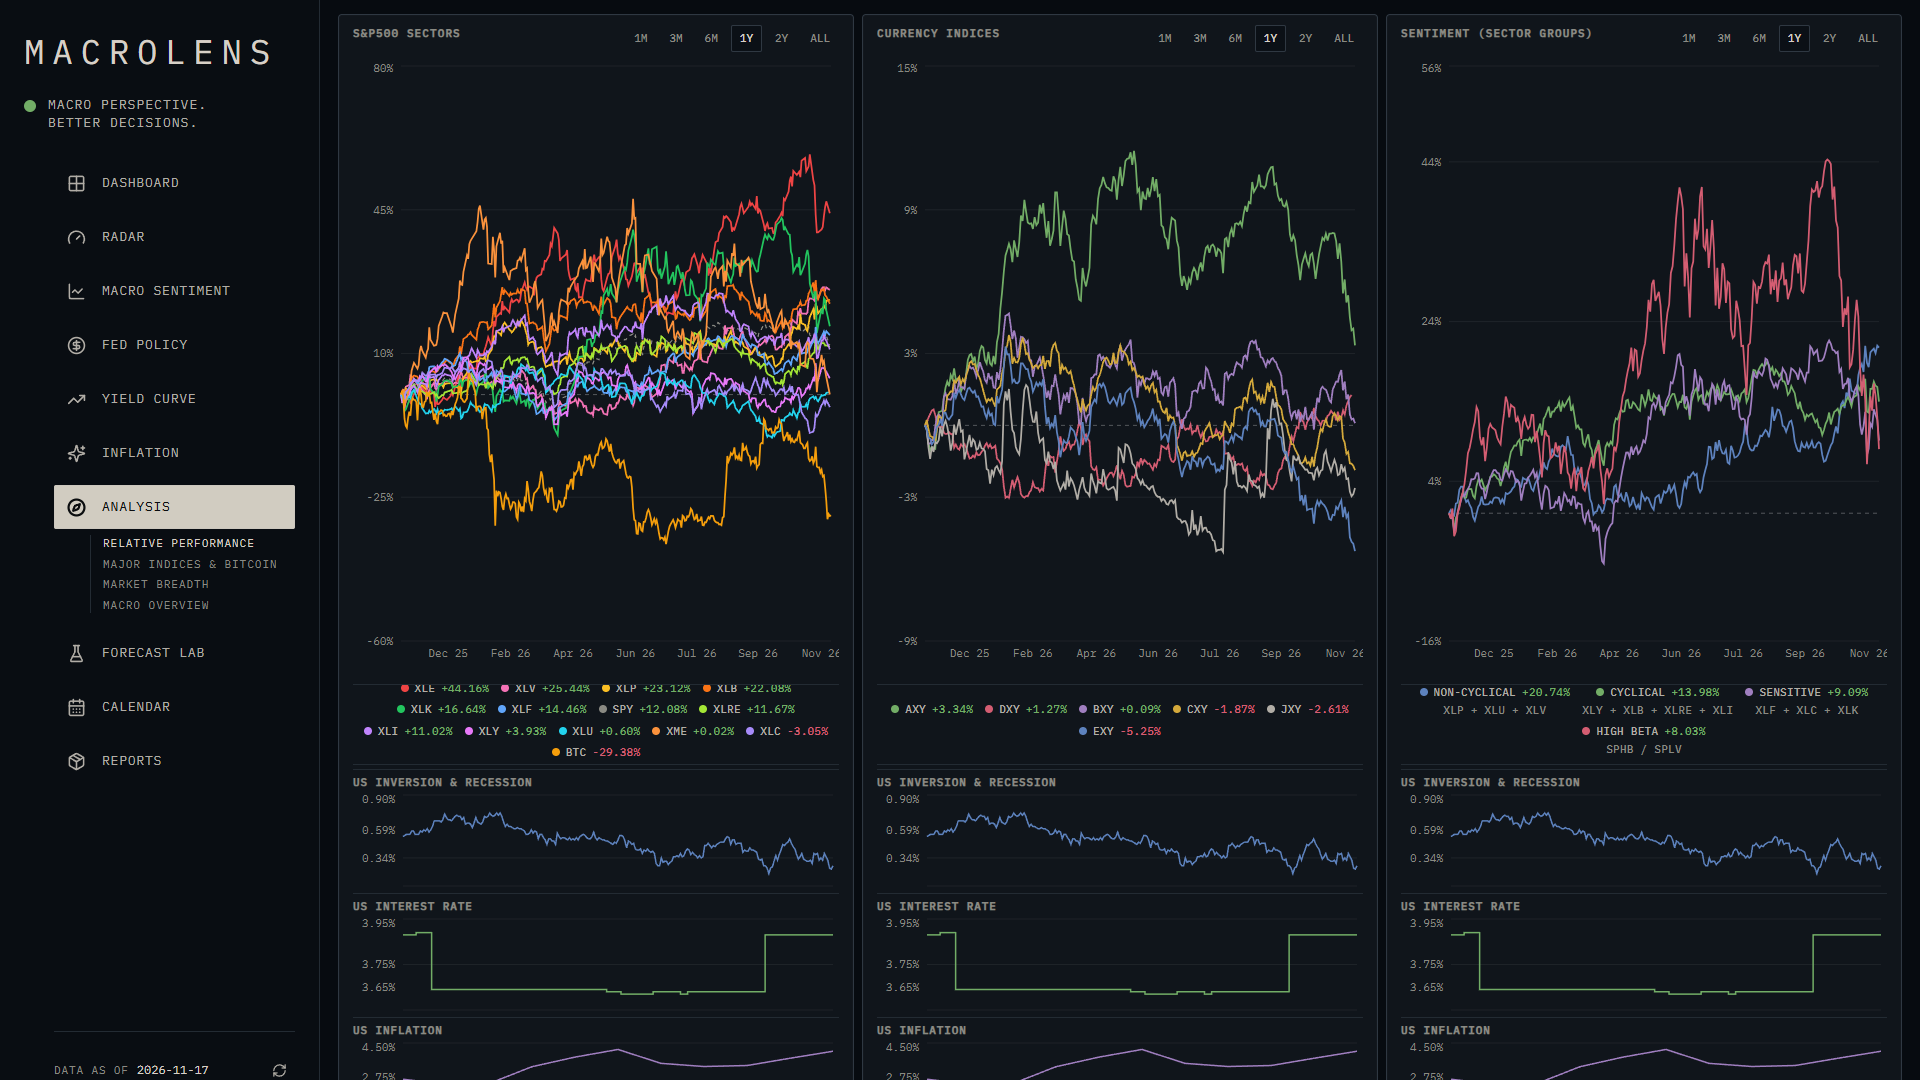 MACROLENS
MACRO PERSPECTIVE.
BETTER DECISIONS.
DASHBOARD
RADAR
MACRO SENTIMENT
FED POLICY
YIELD CURVE
INFLATION
ANALYSIS
RELATIVE PERFORMANCE
MAJOR INDICES & BITCOIN
MARKET BREADTH
MACRO OVERVIEW
FORECAST LAB
CALENDAR
REPORTS
DATA AS OF 2026-11-17
S&P500 SECTORS
1M 3M 6M 1Y 2Y ALL
80%
45%
10%
-25%
-60%
Dec 25 Feb 26 Apr 26 Jun 26 Jul 26 Sep 26 Nov 26
XLE +44.16% XLV +25.44% XLP +23.12% XLB +22.08%
XLK +16.64% XLF +14.46% SPY +12.08% XLRE +11.67%
XLI +11.02% XLY +3.93% XLU +0.60% XME +0.02% XLC -3.05%
BTC -29.38%
US INVERSION & RECESSION
0.90%
0.59%
0.34%
US INTEREST RATE
3.95%
3.75%
3.65%
US INFLATION
4.50%
2.75%
CURRENCY INDICES
1M 3M 6M 1Y 2Y ALL
15%
9%
3%
-3%
-9%
Dec 25 Feb 26 Apr 26 Jun 26 Jul 26 Sep 26 Nov 26
AXY +3.34% DXY +1.27% BXY +0.09% CXY -1.87% JXY -2.61%
EXY -5.25%
US INVERSION & RECESSION
0.90%
0.59%
0.34%
US INTEREST RATE
3.95%
3.75%
3.65%
US INFLATION
4.50%
2.75%
SENTIMENT (SECTOR GROUPS)
1M 3M 6M 1Y 2Y ALL
56%
44%
24%
4%
-16%
Dec 25 Feb 26 Apr 26 Jun 26 Jul 26 Sep 26 Nov 26
NON-CYCLICAL +20.74% CYCLICAL +13.98% SENSITIVE +9.09%
XLP + XLU + XLV XLY + XLB + XLRE + XLI XLF + XLC + XLK
HIGH BETA +8.03%
SPHB / SPLV
US INVERSION & RECESSION
0.90%
0.59%
0.34%
US INTEREST RATE
3.95%
3.75%
3.65%
US INFLATION
4.50%
2.75%